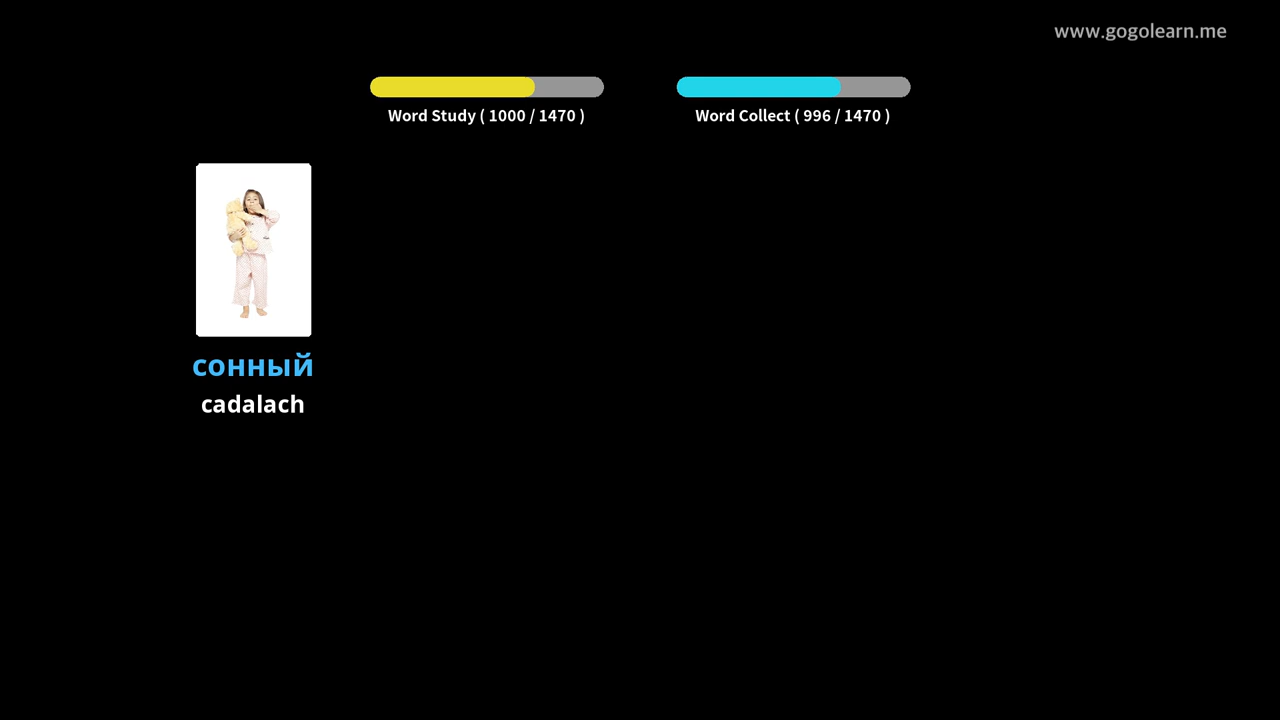 www.gogolearn.me
Word Study ( 1000 / 1470 )
Word Collect ( 996 / 1470 )
сонный
cadalach